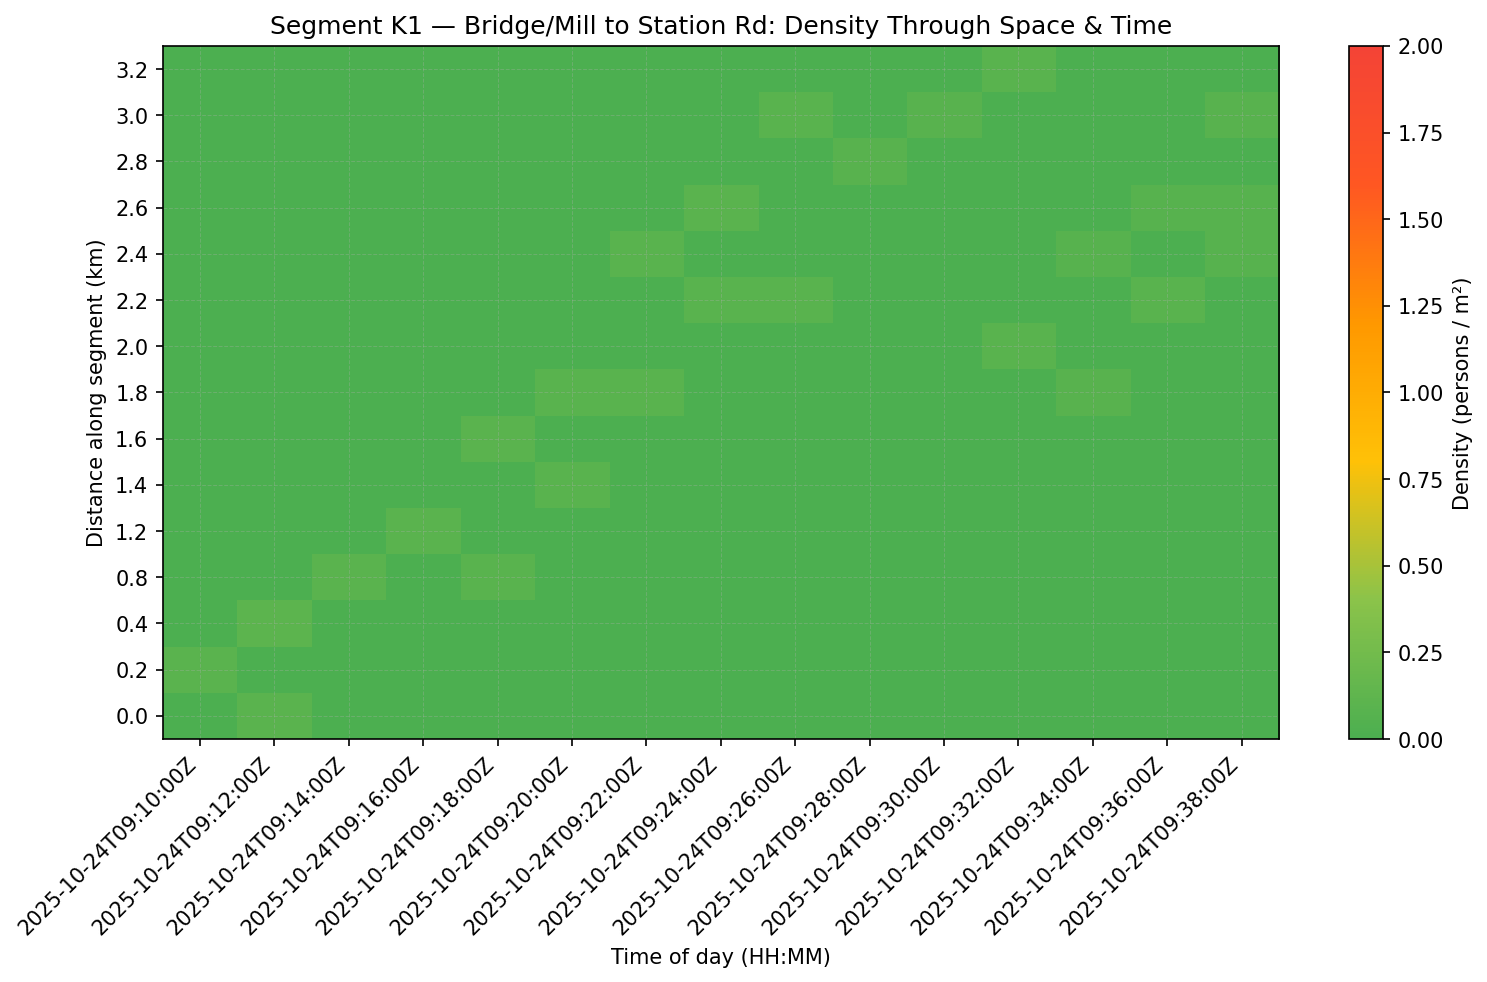 Segment K1 — Bridge/Mill to Station Rd: Density Through Space & Time
Distance along segment (km)
3.2
3.0
2.8
2.6
2.4
2.2
2.0
1.8
1.6
1.4
1.2
0.8
0.4
0.2
0.0
2025-10-24T09:10:00Z
2025-10-24T09:12:00Z
2025-10-24T09:14:00Z
2025-10-24T09:16:00Z
2025-10-24T09:18:00Z
2025-10-24T09:20:00Z
2025-10-24T09:22:00Z
2025-10-24T09:24:00Z
2025-10-24T09:26:00Z
2025-10-24T09:28:00Z
2025-10-24T09:30:00Z
2025-10-24T09:32:00Z
2025-10-24T09:34:00Z
2025-10-24T09:36:00Z
2025-10-24T09:38:00Z
Time of day (HH:MM)
2.00
1.75
1.50
1.25
1.00
0.75
0.50
0.25
0.00
Density (persons / m²)